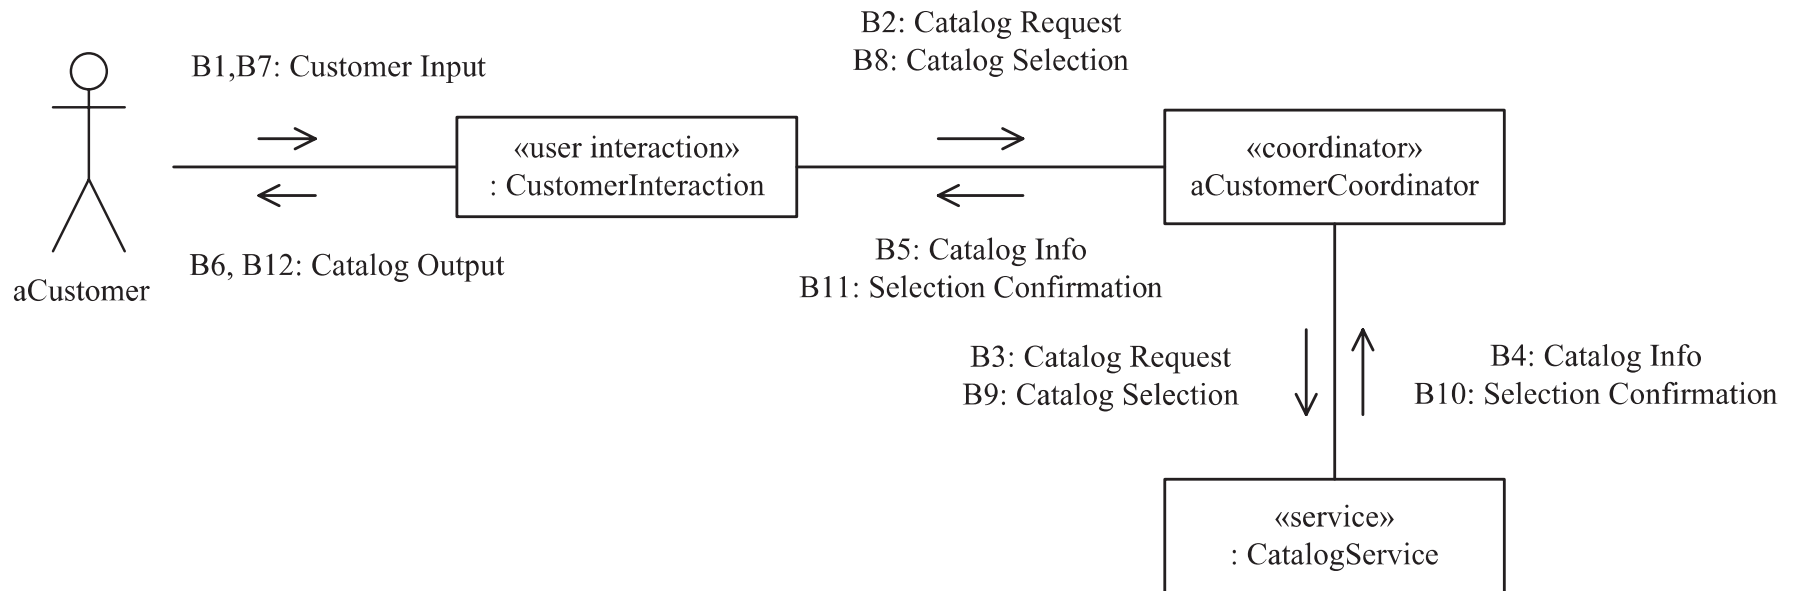 B2: Catalog Request
B8: Catalog Selection
B1,B7: Customer Input
«user interaction»
: CustomerInteraction
«coordinator»
aCustomerCoordinator
B6, B12: Catalog Output
aCustomer
B5: Catalog Info
B11: Selection Confirmation
B3: Catalog Request
B9: Catalog Selection
B4: Catalog Info
B10: Selection Confirmation
«service»
: CatalogService